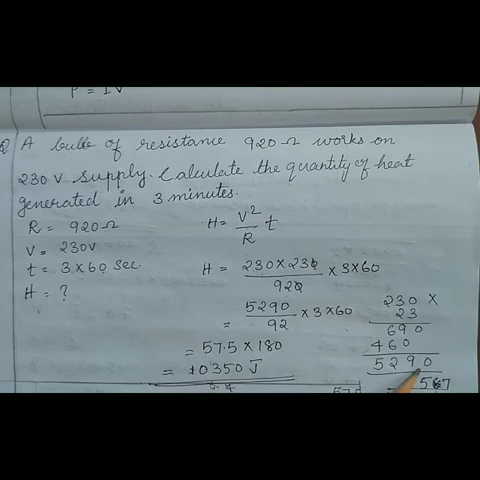 P = IV
Q A bulb of resistance 920 Ω works on
230 V supply. Calculate the quantity of heat
generated in 3 minutes.
R = 920 Ω
H = V²/R t
V = 230V
t = 3 x 60 Sec.
H = 230 x 230/920 x 3 x 60
H = ?
= 5290/92 x 3 x 60
= 57.5 x 180
= 10350 J
230 x
23
690
460
5290